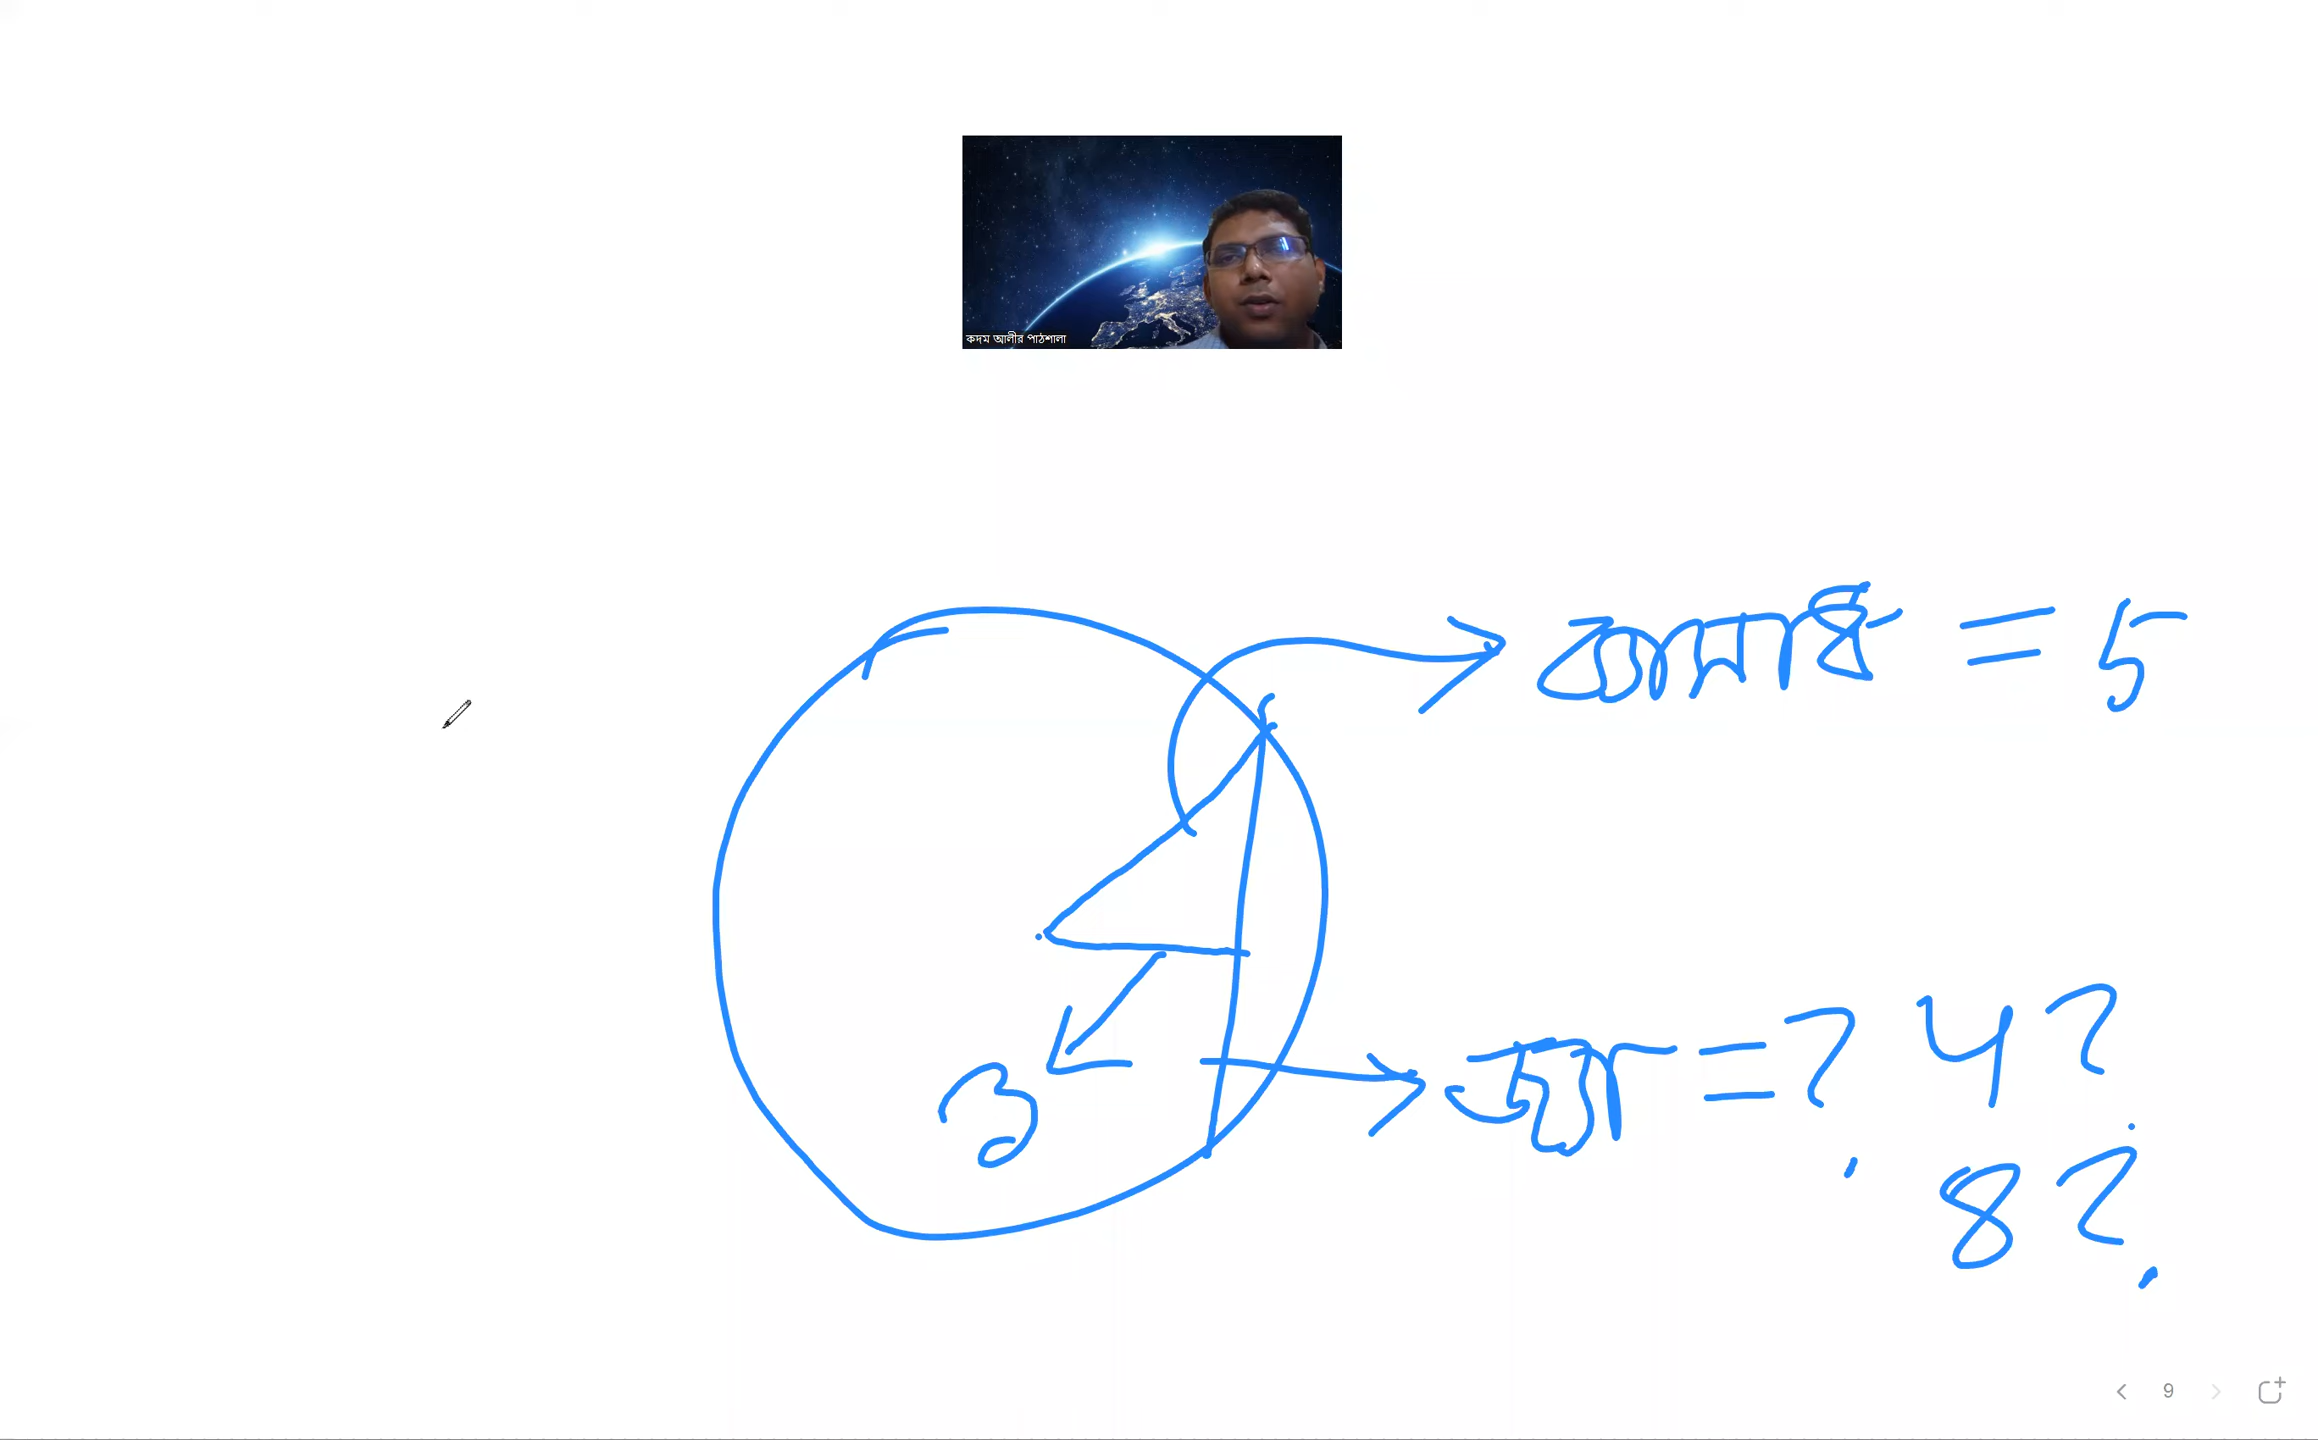 কদম আলীর পাঠশালা
ব্যাসার্ধ = 5
3
জ্যা = ? 4?
8?
9